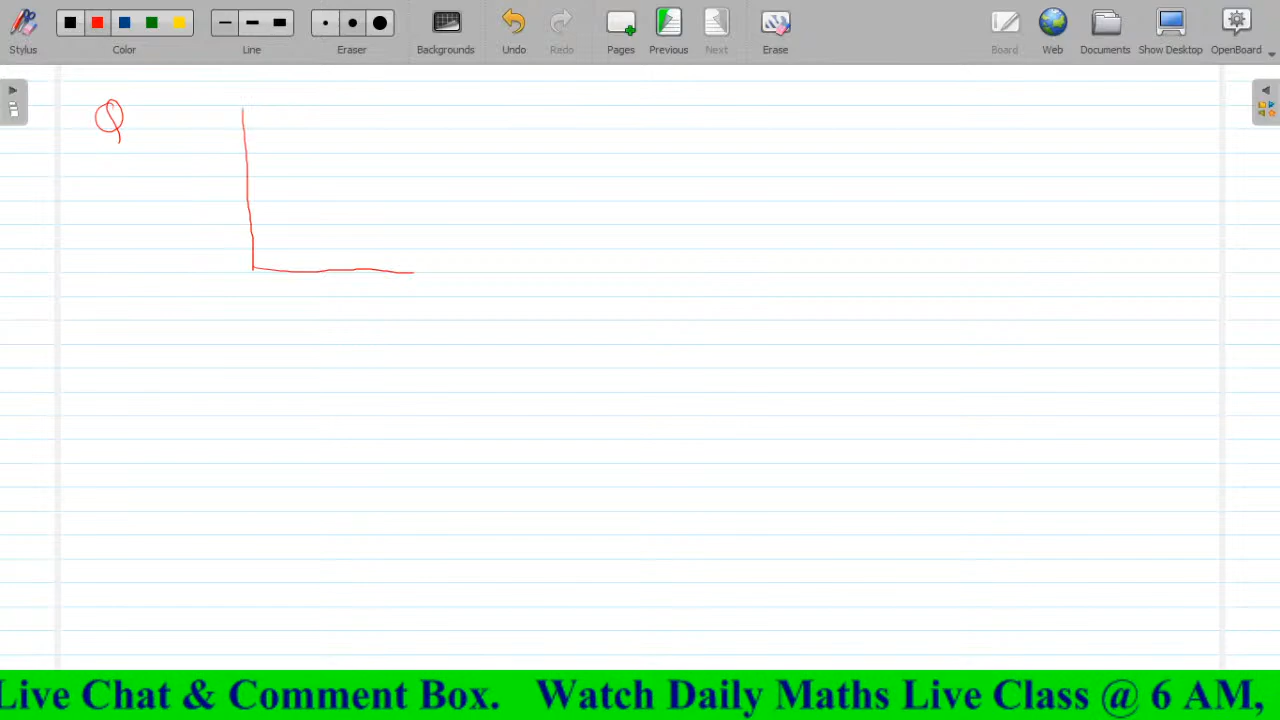 Stylus
Color
Line
Eraser
Backgrounds
Undo
Redo
Pages
Previous
Next
Erase
Board
Web
Documents
Show Desktop
OpenBoard
Q
Live Chat & Comment Box. Watch Daily Maths Live Class @ 6 AM,